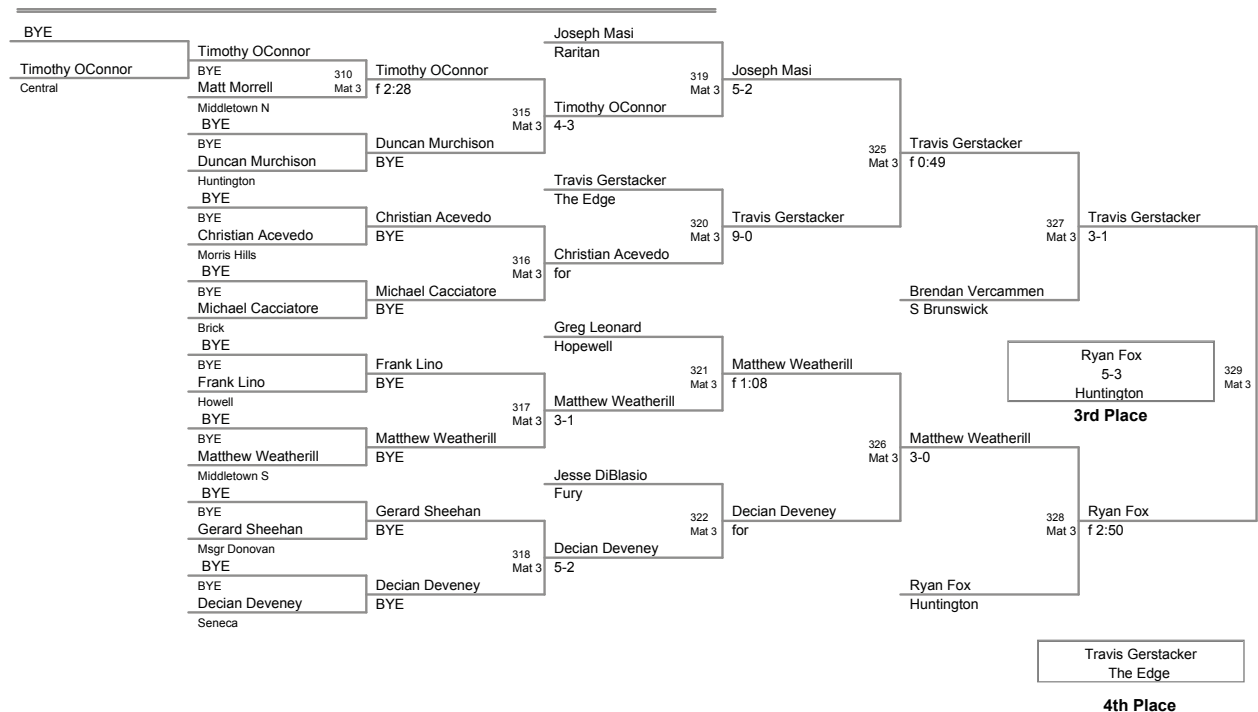 BYE
Timothy OConnor
Central
Timothy OConnor
BYE
Matt Morrell
Middletown N
BYE
BYE
Duncan Murchison
Huntington
BYE
BYE
Christian Acevedo
Morris Hills
BYE
BYE
Michael Cacciatore
Brick
BYE
BYE
Frank Lino
Howell
BYE
BYE
Matthew Weatherill
Middletown S
BYE
BYE
Gerard Sheehan
Msgr Donovan
BYE
BYE
Decian Deveney
Seneca
310
Mat 3
Timothy OConnor
f 2:28
Duncan Murchison
BYE
Christian Acevedo
BYE
Michael Cacciatore
BYE
Frank Lino
BYE
Matthew Weatherill
BYE
Gerard Sheehan
BYE
Decian Deveney
BYE
315
Mat 3
316
Mat 3
317
Mat 3
318
Mat 3
Joseph Masi
Raritan
Timothy OConnor
4-3
Travis Gerstacker
The Edge
Christian Acevedo
for
Greg Leonard
Hopewell
Matthew Weatherill
3-1
Jesse DiBlasio
Fury
Decian Deveney
5-2
319
Mat 3
320
Mat 3
321
Mat 3
322
Mat 3
Joseph Masi
5-2
Travis Gerstacker
9-0
Matthew Weatherill
f 1:08
Decian Deveney
for
325
Mat 3
326
Mat 3
Travis Gerstacker
f 0:49
Brendan Vercammen
S Brunswick
Matthew Weatherill
3-0
Ryan Fox
Huntington
327
Mat 3
328
Mat 3
Travis Gerstacker
3-1
Ryan Fox
f 2:50
Ryan Fox
5-3
Huntington
3rd Place
329
Mat 3
Travis Gerstacker
The Edge
4th Place